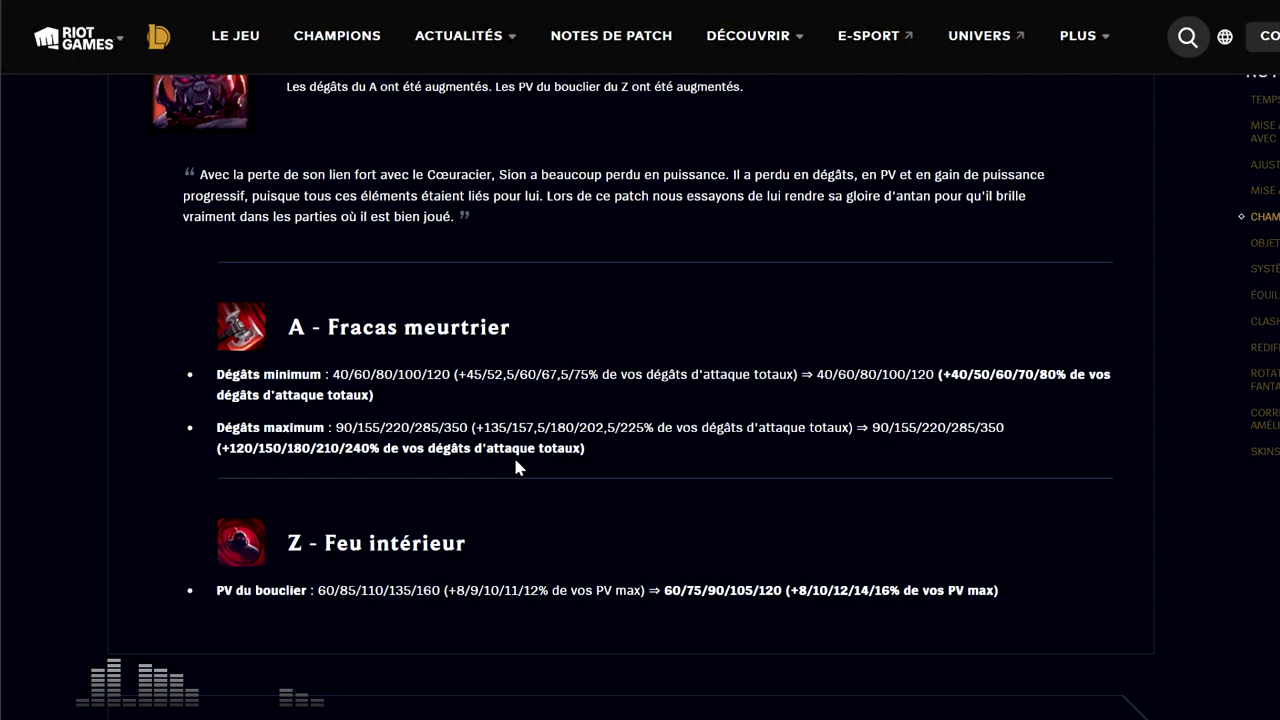 RIOT GAMES LE JEU CHAMPIONS ACTUALITÉS NOTES DE PATCH DÉCOUVRIR E-SPORT UNIVERS PLUS CO
Les dégâts du A ont été augmentés. Les PV du bouclier du Z ont été augmentés.
TEMPS
MISE A
AVEC
AJUST
MISE A
CHAM
OBJET
SYSTÈ
ÉQUIL
CLASH
REDIF
ROTAT
FANTA
CORR
AMÉLI
SKINS
“ Avec la perte de son lien fort avec le Cœuracier, Sion a beaucoup perdu en puissance. Il a perdu en dégâts, en PV et en gain de puissance
progressif, puisque tous ces éléments étaient liés pour lui. Lors de ce patch nous essayons de lui rendre sa gloire d'antan pour qu'il brille
vraiment dans les parties où il est bien joué. ”
A - Fracas meurtrier
• Dégâts minimum : 40/60/80/100/120 (+45/52,5/60/67,5/75% de vos dégâts d'attaque totaux) ⇒ 40/60/80/100/120 (+40/50/60/70/80% de vos
dégâts d'attaque totaux)
• Dégâts maximum : 90/155/220/285/350 (+135/157,5/180/202,5/225% de vos dégâts d'attaque totaux) ⇒ 90/155/220/285/350
(+120/150/180/210/240% de vos dégâts d'attaque totaux)
Z - Feu intérieur
• PV du bouclier : 60/85/110/135/160 (+8/9/10/11/12% de vos PV max) ⇒ 60/75/90/105/120 (+8/10/12/14/16% de vos PV max)